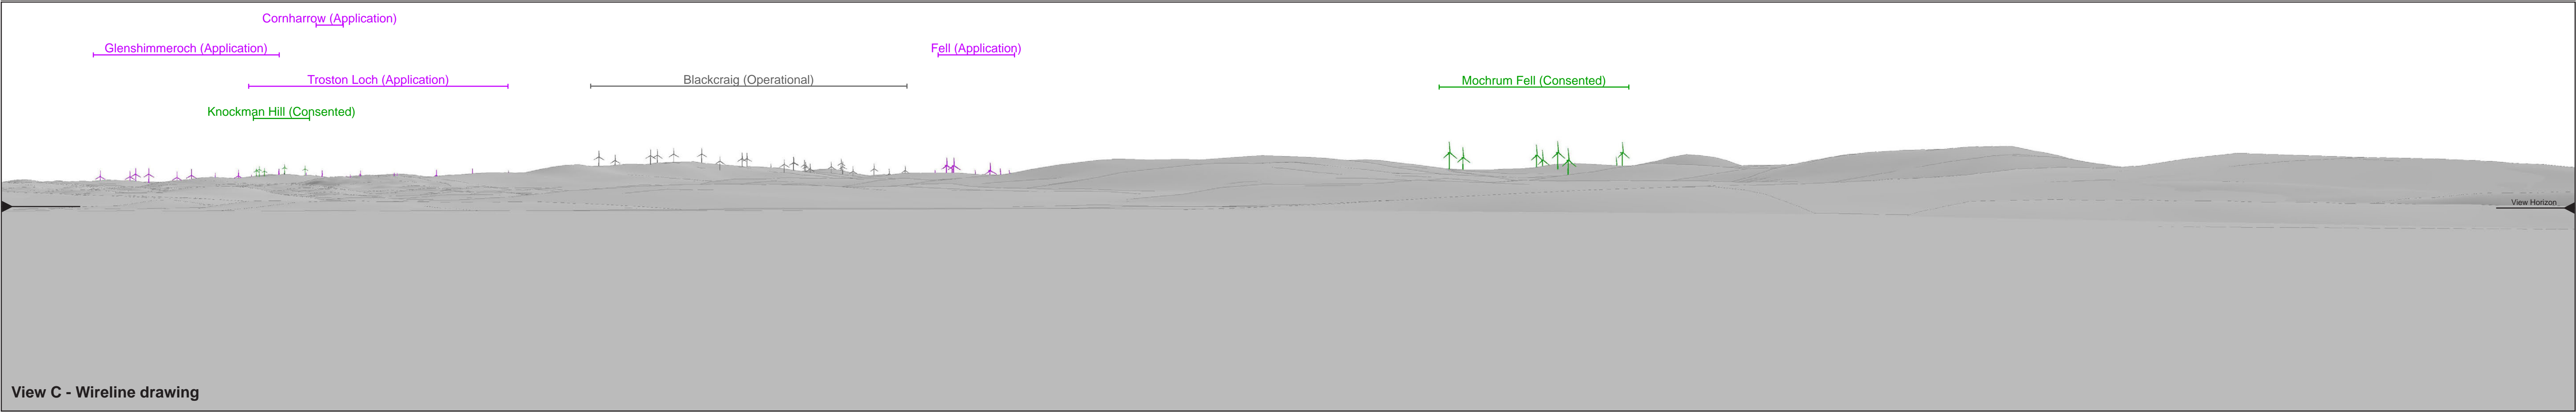 Cornharrow (Application)
Glenshimmeroch (Application)
Fell (Application)
Troston Loch (Application)
Blackcraig (Operational)
Mochrum Fell (Consented)
Knockman Hill (Consented)
View Horizon
View C - Wireline drawing